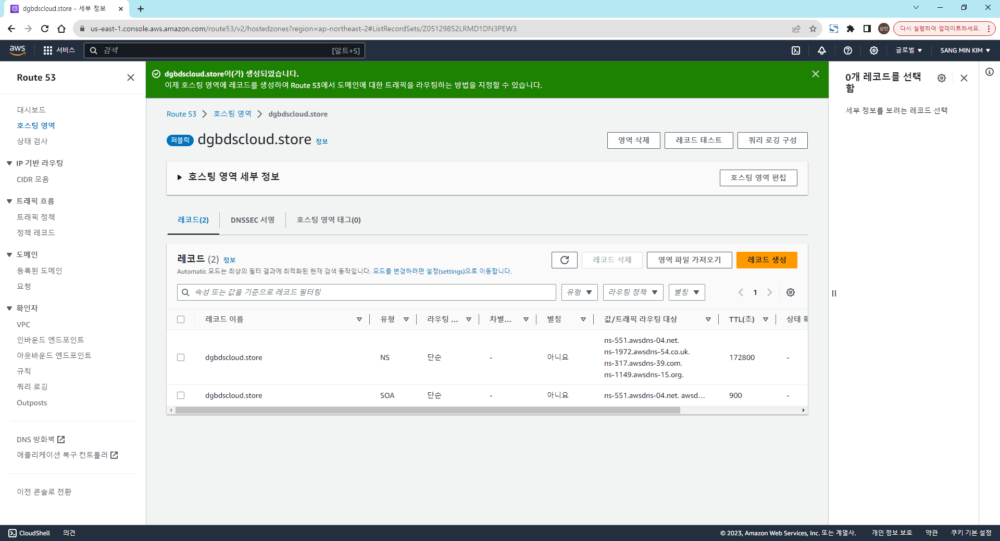 dgbdscloud.store - 세부 정보
us-east-1.console.aws.amazon.com/route53/v2/hostedzones?region=ap-northeast-2#ListRecordSets/Z05129852LRMD1DN3PEW3
상민
다시 실행하여 업데이트하세요.
aws
서비스
검색
[알트+S]
글로벌
SANG MIN KIM
Route 53
대시보드
호스팅 영역
상태 검사
IP 기반 라우팅
CIDR 모음
트래픽 흐름
트래픽 정책
정책 레코드
도메인
등록된 도메인
요청
확인자
VPC
인바운드 엔드포인트
아웃바운드 엔드포인트
규칙
쿼리 로깅
Outposts
DNS 방화벽
애플리케이션 복구 컨트롤러
이전 콘솔로 전환
dgbdscloud.store이(가) 생성되었습니다.
이제 호스팅 영역에 레코드를 생성하여 Route 53에서 도메인에 대한 트래픽을 라우팅하는 방법을 지정할 수 있습니다.
Route 53
호스팅 영역
dgbdscloud.store
퍼블릭 dgbdscloud.store 정보
영역 삭제
레코드 테스트
쿼리 로깅 구성
호스팅 영역 세부 정보
호스팅 영역 편집
레코드(2)
DNSSEC 서명
호스팅 영역 태그(0)
레코드 (2) 정보
Automatic 모드는 최상의 필터 결과에 최적화된 현재 검색 동작입니다. 모드를 변경하려면 설정(settings)으로 이동합니다.
레코드 삭제
영역 파일 가져오기
레코드 생성
속성 또는 값을 기준으로 레코드 필터링
유형
라우팅 정책
별칭
1
레코드 이름 유형 라우팅 ... 차별... 별칭 값/트래픽 라우팅 대상 TTL(초) 상태 확
dgbdscloud.store NS 단순 - 아니요
ns-551.awsdns-04.net.
ns-1972.awsdns-54.co.uk.
ns-317.awsdns-39.com.
ns-1149.awsdns-15.org.
172800 -
dgbdscloud.store SOA 단순 - 아니요 ns-551.awsdns-04.net. awsd... 900 -
0개 레코드를 선택
함
세부 정보를 보려는 레코드 선택
CloudShell
의견
© 2023, Amazon Web Services, Inc. 또는 계열사.
개인 정보 보호
약관
쿠키 기본 설정